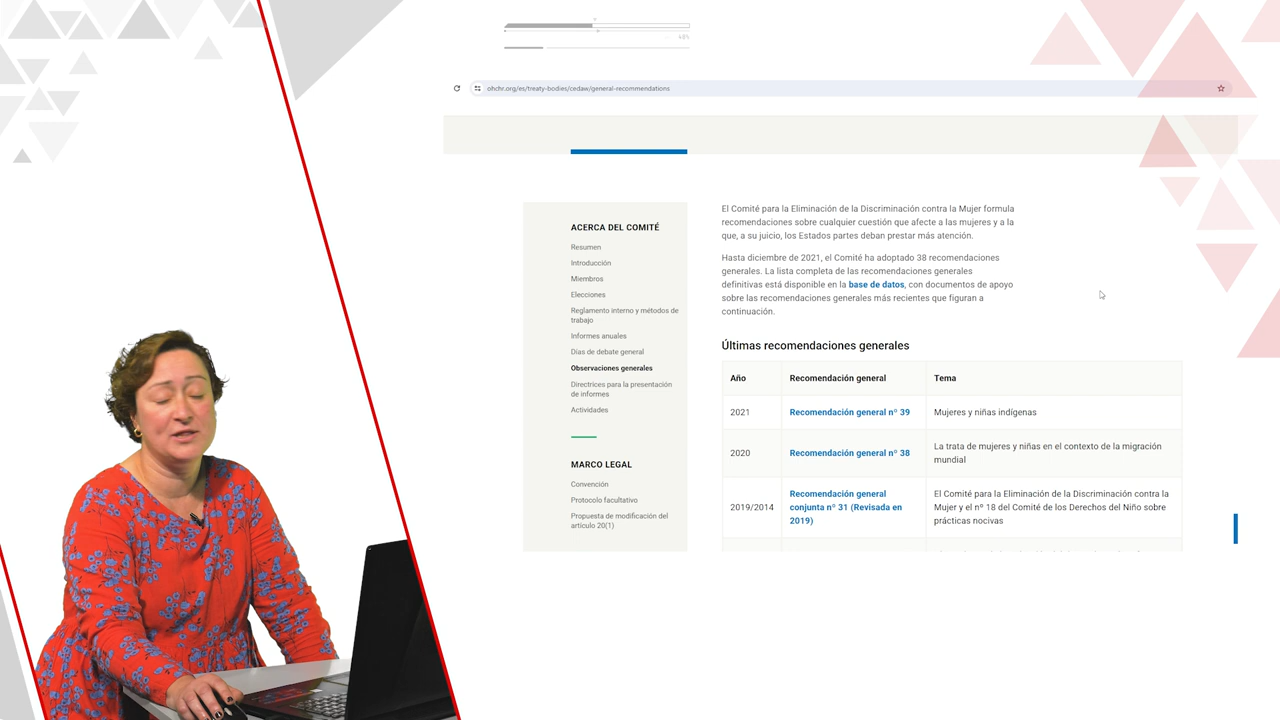 48%
ohchr.org/es/treaty-bodies/cedaw/general-recommendations
ACERCA DEL COMITÉ
Resumen
Introducción
Miembros
Elecciones
Reglamento interno y métodos de
trabajo
Informes anuales
Días de debate general
Observaciones generales
Directrices para la presentación
de informes
Actividades
MARCO LEGAL
Convención
Protocolo facultativo
Propuesta de modificación del
artículo 20(1)
El Comité para la Eliminación de la Discriminación contra la Mujer formula
recomendaciones sobre cualquier cuestión que afecte a las mujeres y a la
que, a su juicio, los Estados partes deban prestar más atención.
Hasta diciembre de 2021, el Comité ha adoptado 38 recomendaciones
generales. La lista completa de las recomendaciones generales
definitivas está disponible en la base de datos, con documentos de apoyo
sobre las recomendaciones generales más recientes que figuran a
continuación.
Últimas recomendaciones generales
Año Recomendación general Tema
2021 Recomendación general nº 39 Mujeres y niñas indígenas
2020 Recomendación general nº 38 La trata de mujeres y niñas en el contexto de la migración
mundial
2019/2014 Recomendación general
conjunta nº 31 (Revisada en
2019)
El Comité para la Eliminación de la Discriminación contra la
Mujer y el nº 18 del Comité de los Derechos del Niño sobre
prácticas nocivas